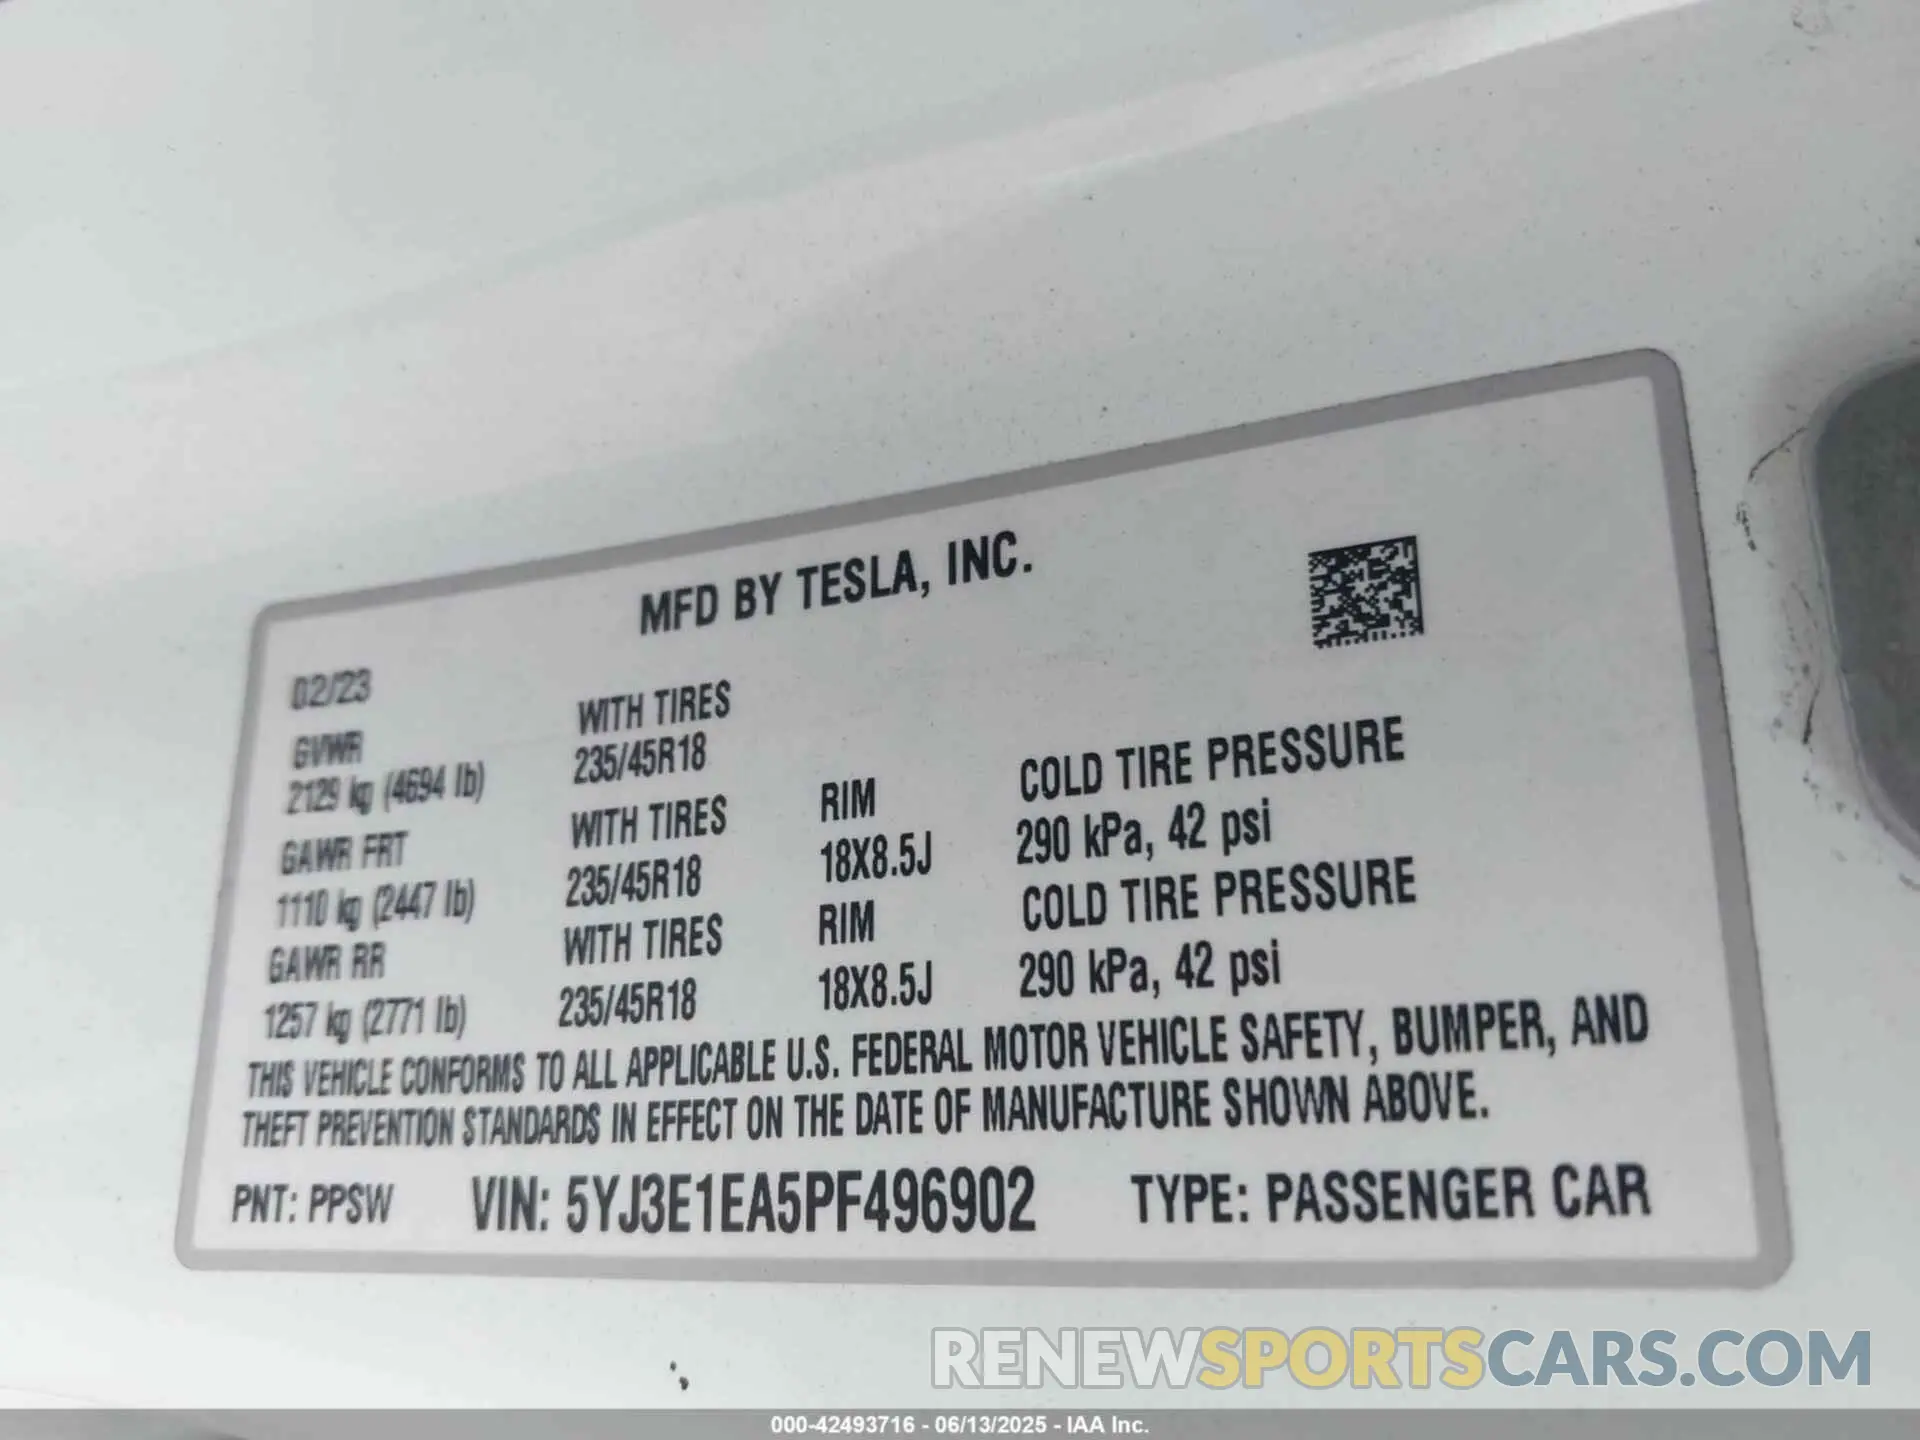 MFD BY TESLA, INC.
02/23
GVWR WITH TIRES
2129 kg (4694 lb) 235/45R18
GAWR FRT WITH TIRES RIM COLD TIRE PRESSURE
1110 kg (2447 lb) 235/45R18 18X8.5J 290 kPa, 42 psi
GAWR RR WITH TIRES RIM COLD TIRE PRESSURE
1257 kg (2771 lb) 235/45R18 18X8.5J 290 kPa, 42 psi
THIS VEHICLE CONFORMS TO ALL APPLICABLE U.S. FEDERAL MOTOR VEHICLE SAFETY, BUMPER, AND
THEFT PREVENTION STANDARDS IN EFFECT ON THE DATE OF MANUFACTURE SHOWN ABOVE.
PNT: PPSW VIN: 5YJ3E1EA5PF496902 TYPE: PASSENGER CAR
RENEWSPORTSCARS.COM
000-42493716 - 06/13/2025 - IAA Inc.